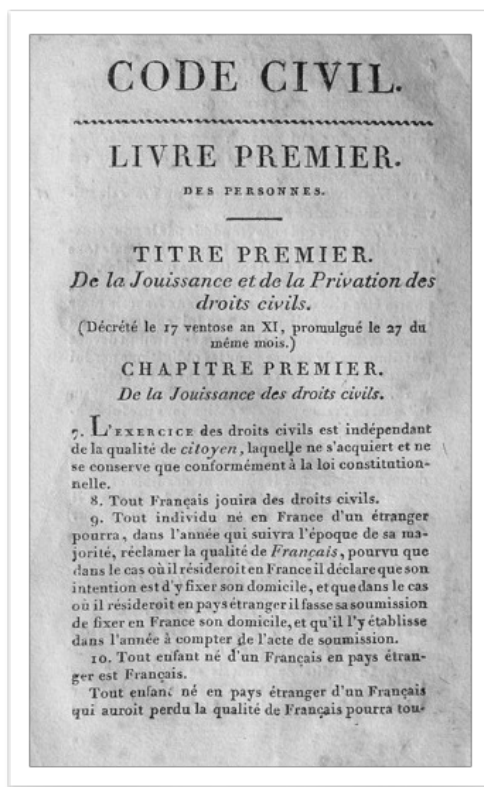 CODE CIVIL.
LIVRE PREMIER.
DES PERSONNES.
TITRE PREMIER.
De la Jouissance et de la Privation des
droits civils.
(Décrété le 17 ventose an XI, promulgué le 27 du
même mois.)
CHAPITRE PREMIER.
De la Jouissance des droits civils.
7. L'EXERCICE des droits civils est indépendant
de la qualité de citoyen, laquelle ne s'acquiert et ne
se conserve que conformément à la loi constitution-
nelle.
8. Tout Français jouira des droits civils.
9. Tout individu né en France d'un étranger
pourra, dans l'année qui suivra l'époque de sa ma-
jorité, réclamer la qualité de Français, pourvu que
dans le cas où il résideroit en France il déclare que son
intention est d'y fixer son domicile, et que dans le cas
où il résideroit en pays étranger il fasse sa soumission
de fixer en France son domicile, et qu'il l'y établisse
dans l'année à compter de l'acte de soumission.
10. Tout enfant né d'un Français en pays étran-
ger est Français.
Tout enfant né en pays étranger d'un Français
qui auroit perdu la qualité de Français pourra tou-